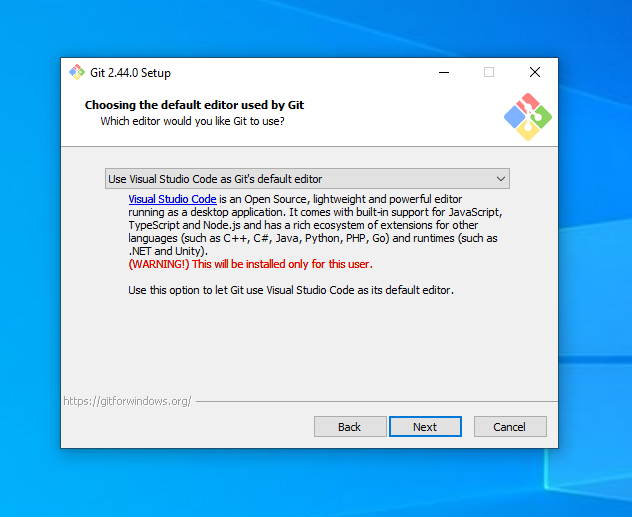 Git 2.44.0 Setup
Choosing the default editor used by Git
Which editor would you like Git to use?
Use Visual Studio Code as Git's default editor
Visual Studio Code is an Open Source, lightweight and powerful editor
running as a desktop application. It comes with built-in support for JavaScript,
TypeScript and Node.js and has a rich ecosystem of extensions for other
languages (such as C++, C#, Java, Python, PHP, Go) and runtimes (such as
.NET and Unity).
(WARNING!) This will be installed only for this user.
Use this option to let Git use Visual Studio Code as its default editor.
https://gitforwindows.org/
Back Next Cancel